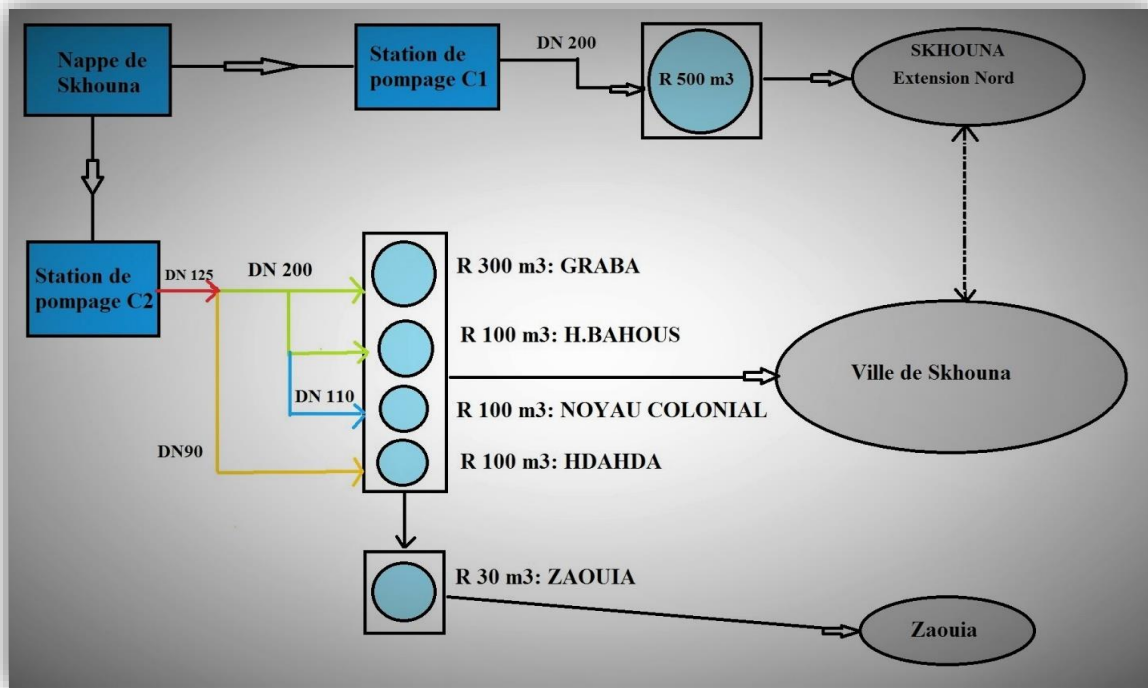 Nappe de
Skhouna
Station de
pompage C1
DN 200
R 500 m3
SKHOUNA
Extension Nord
Station de
pompage C2
DN 125
DN 200
R 300 m3: GRABA
R 100 m3: H.BAHOUS
DN 110
R 100 m3: NOYAU COLONIAL
DN90
R 100 m3: HDAHDA
Ville de Skhouna
R 30 m3: ZAOUIA
Zaouia